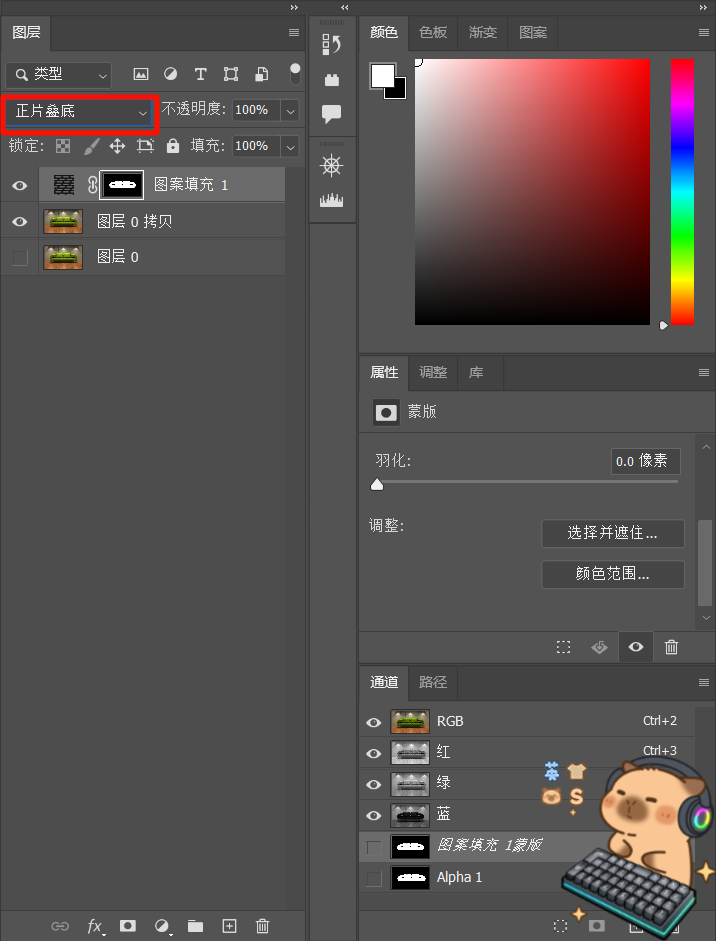 图层
类型
正片叠底
不透明度: 100%
锁定:
填充: 100%
图案填充 1
图层 0 拷贝
图层 0
fx
颜色 色板 渐变 图案
属性 调整 库
蒙版
羽化:
0.0 像素
调整:
选择并遮住...
颜色范围...
通道 路径
RGB Ctrl+2
红 Ctrl+3
绿
蓝
图案填充 1蒙版
Alpha 1
英
S